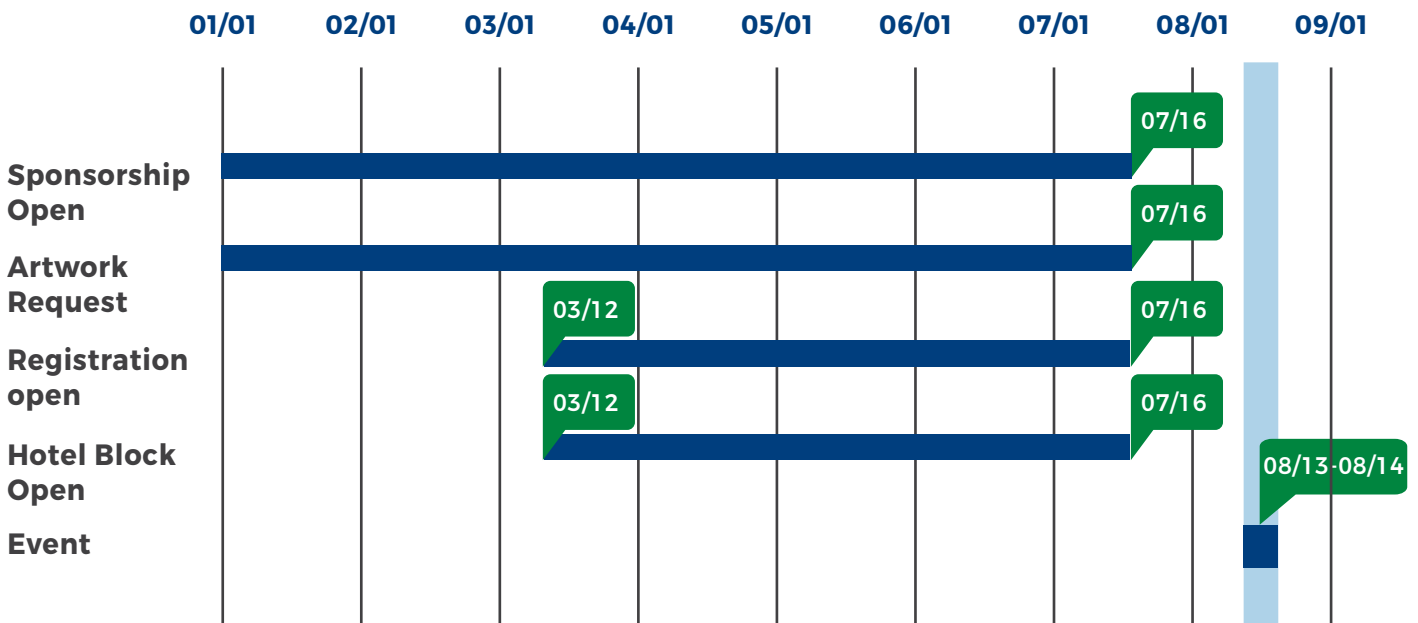 01/01 02/01 03/01 04/01 05/01 06/01 07/01 08/01 09/01
07/16
Sponsorship
Open
07/16
Artwork
Request
03/12 07/16
Registration
open
03/12 07/16
Hotel Block
Open
08/13-08/14
Event